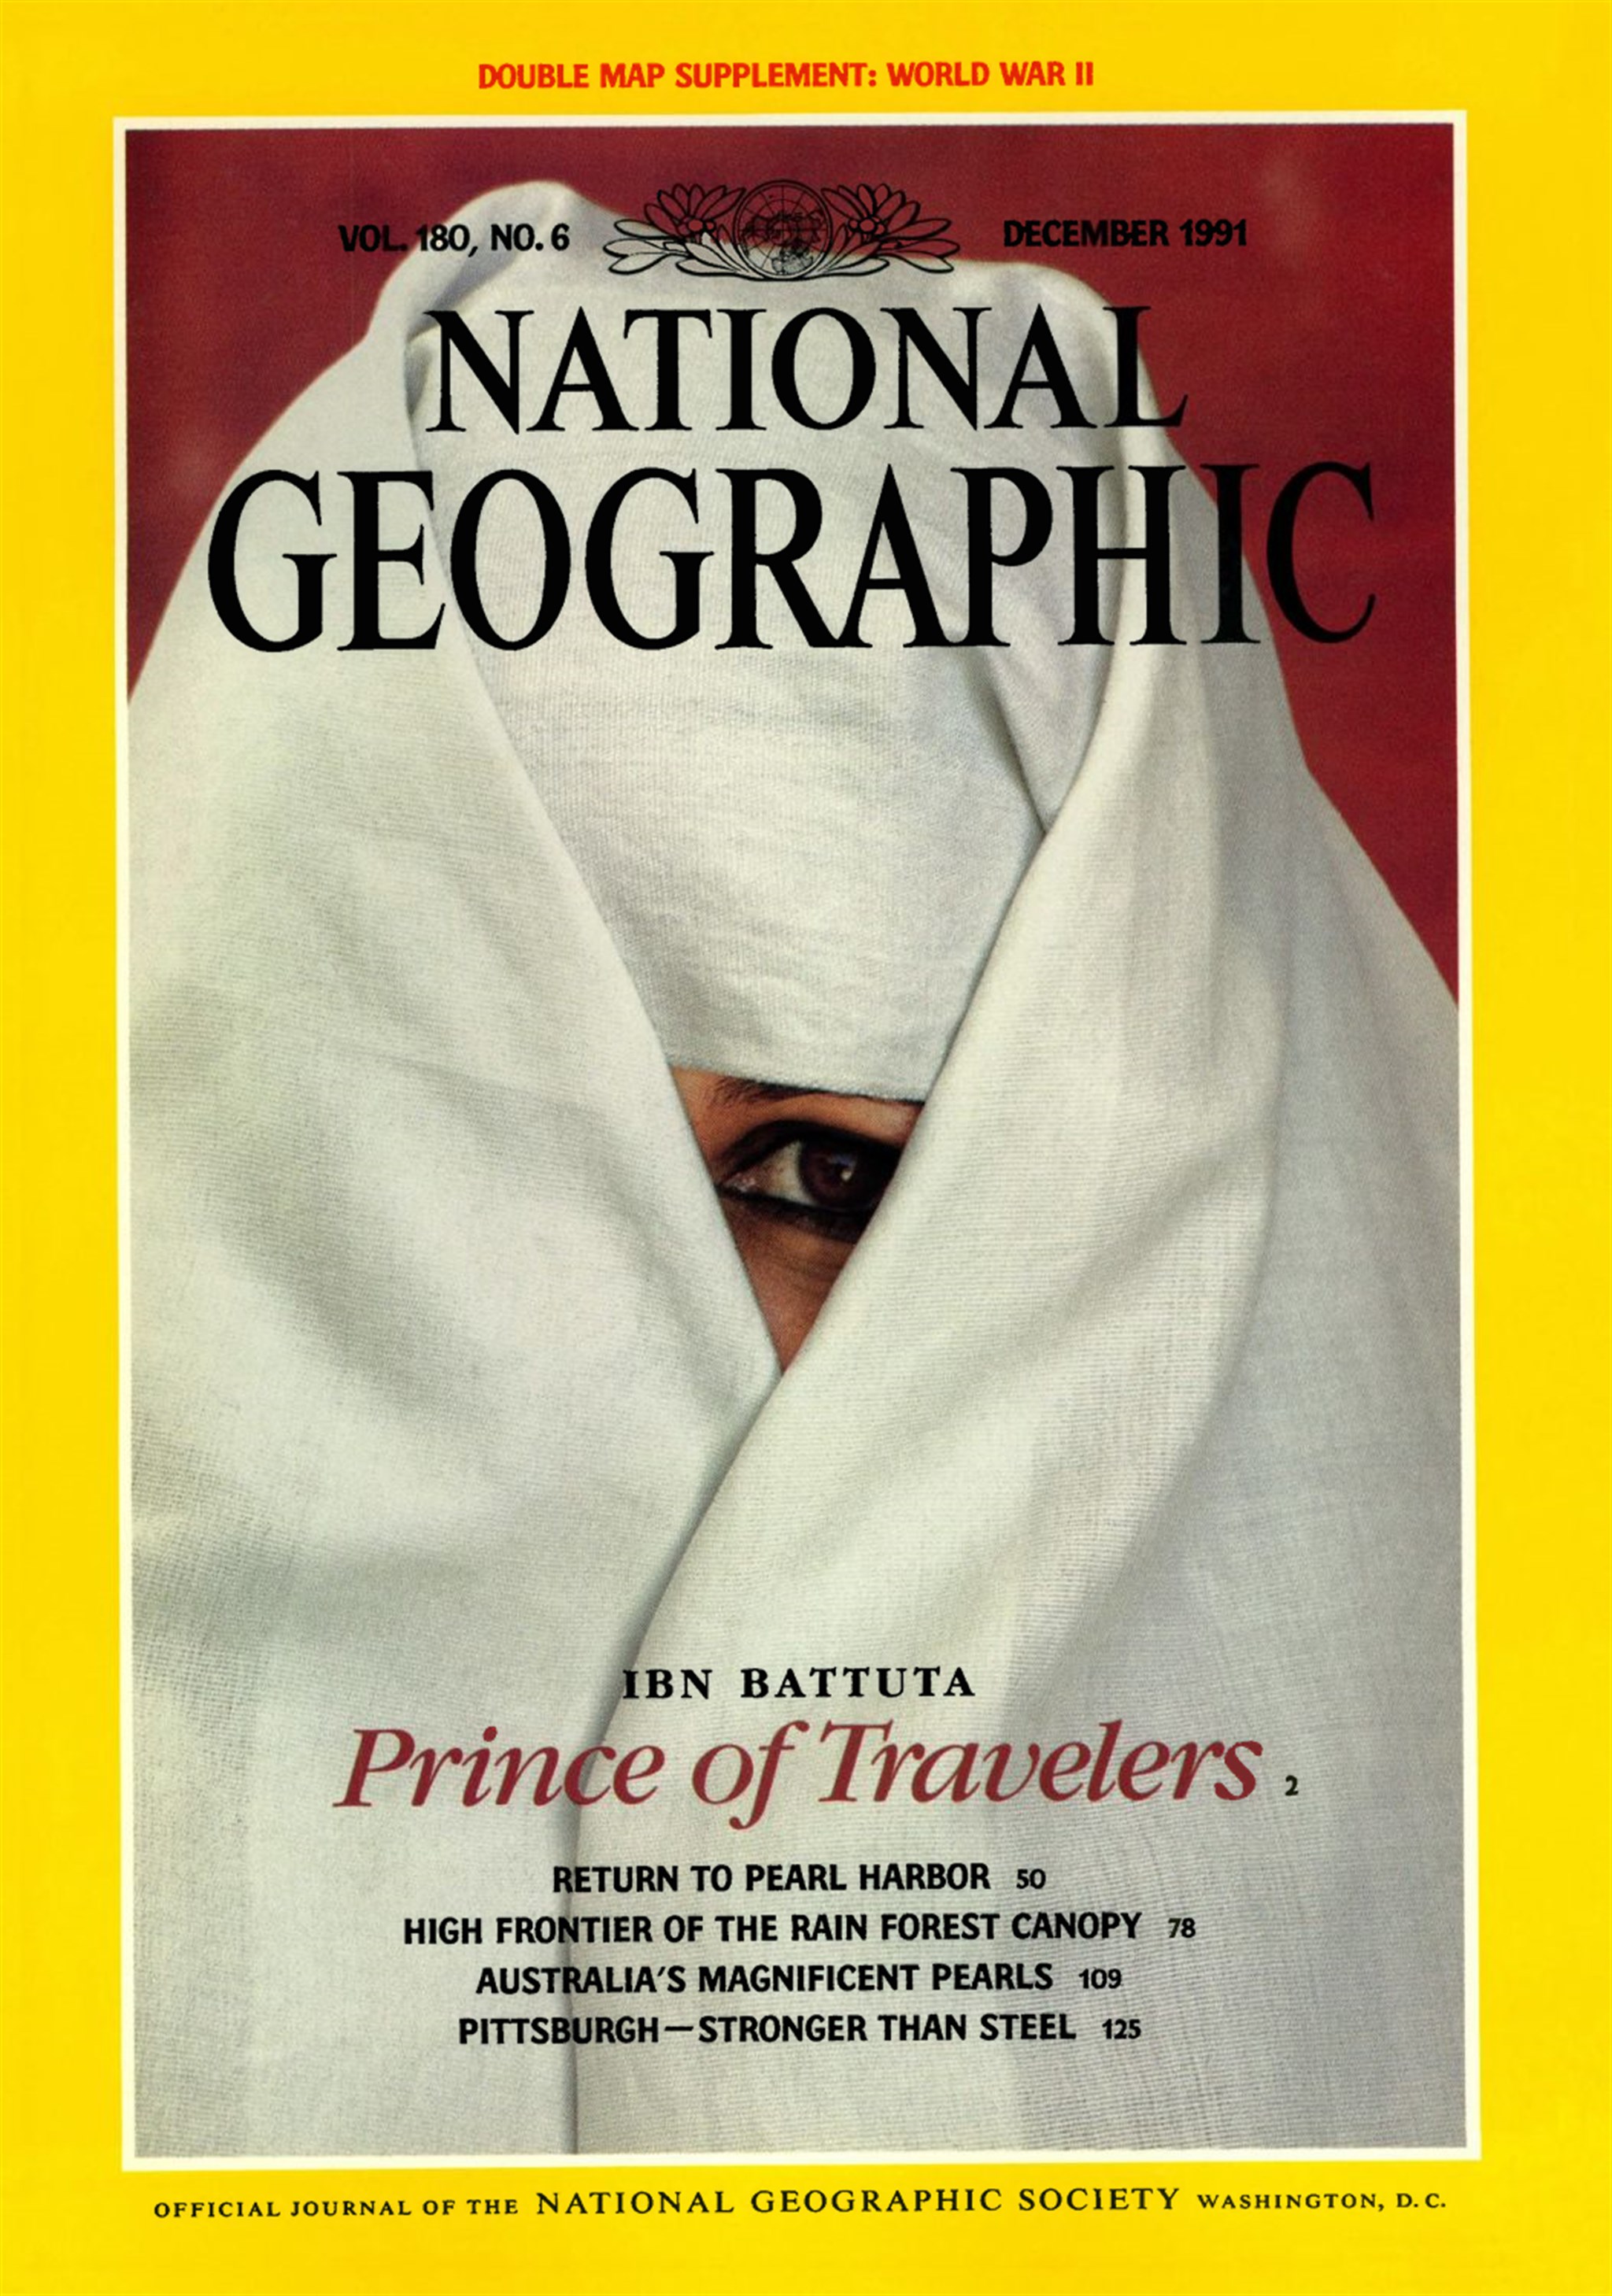 DOUBLE MAP SUPPLEMENT: WORLD WAR II
VOL. 180, NO. 6
DECEMBER 1991
NATIONAL
GEOGRAPHIC
IBN BATTUTA
Prince of Travelers 2
RETURN TO PEARL HARBOR 50
HIGH FRONTIER OF THE RAIN FOREST CANOPY 78
AUSTRALIA'S MAGNIFICENT PEARLS 109
PITTSBURGH—STRONGER THAN STEEL 125
OFFICIAL JOURNAL OF THE NATIONAL GEOGRAPHIC SOCIETY WASHINGTON, D.C.